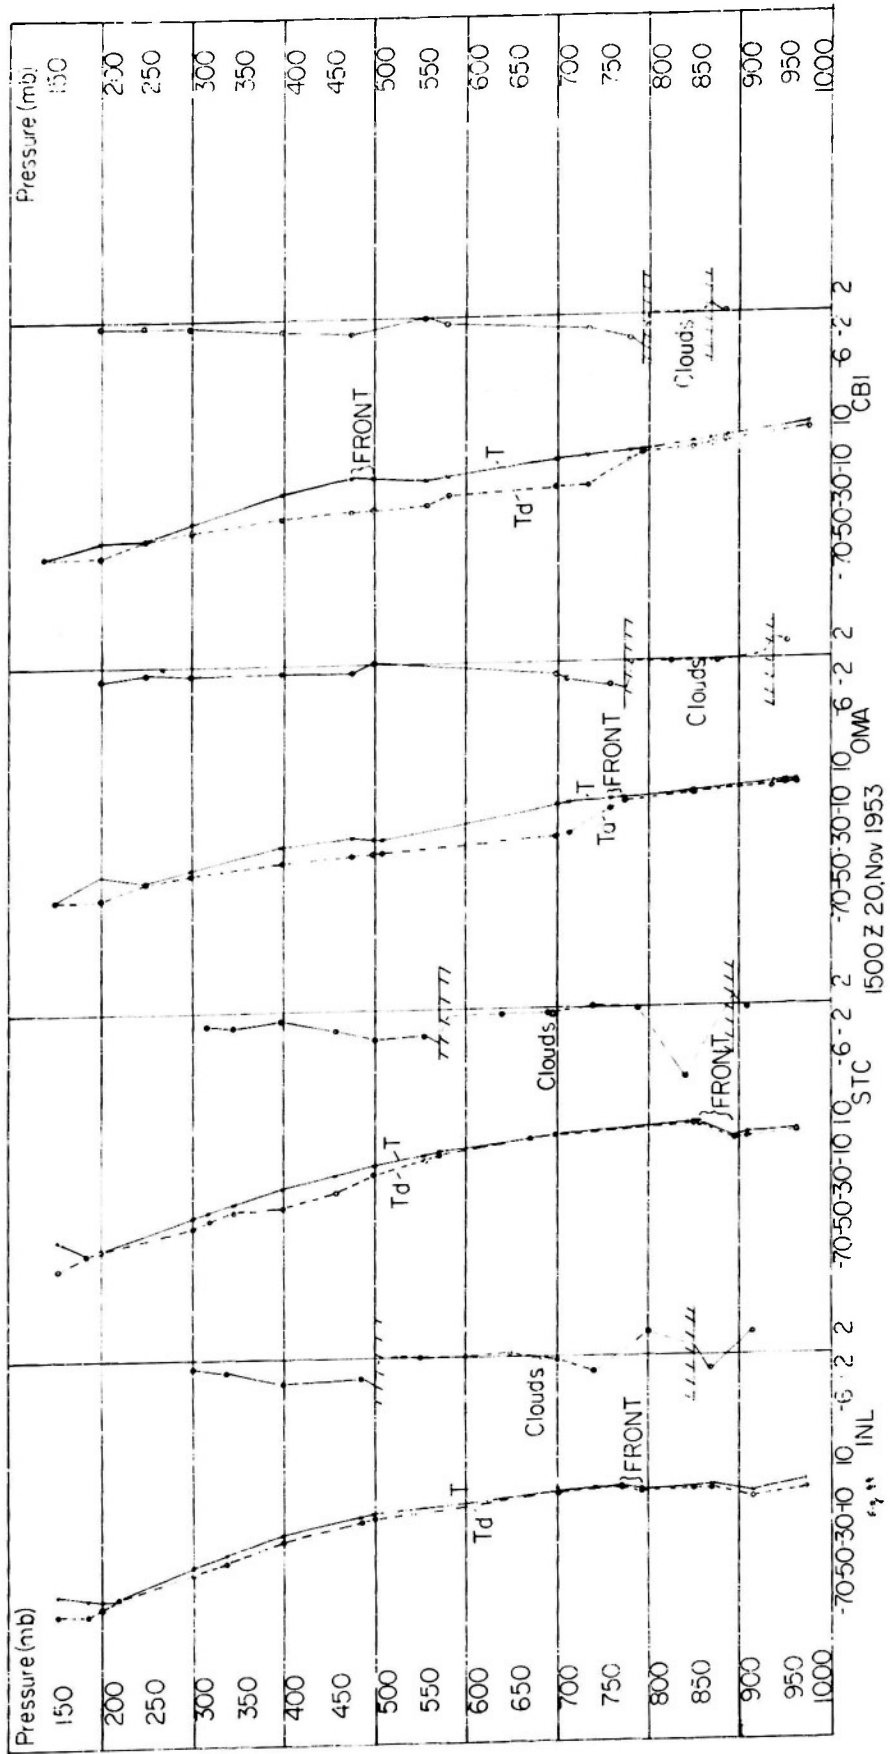 Pressure (mb)
150
200
250
300
350
400
450
500
550
600
650
700
750
800
850
900
950
1000
T
Td
}FRONT
Clouds
-70-50-30-10 10
INL
-6 -2 2
Td
T
Clouds
}FRONT
-70-50-30-10 10
STC
-6 -2 2
T
Td
}FRONT
Clouds
-70-50-30-10 10
OMA
-6 -2 2
}FRONT
T
Td
Clouds
-70-50-30-10 10
CBI
-6 -2 2
Pressure (mb)
150
200
250
300
350
400
450
500
550
600
650
700
750
800
850
900
950
1000
1500 Z 20, Nov 1953